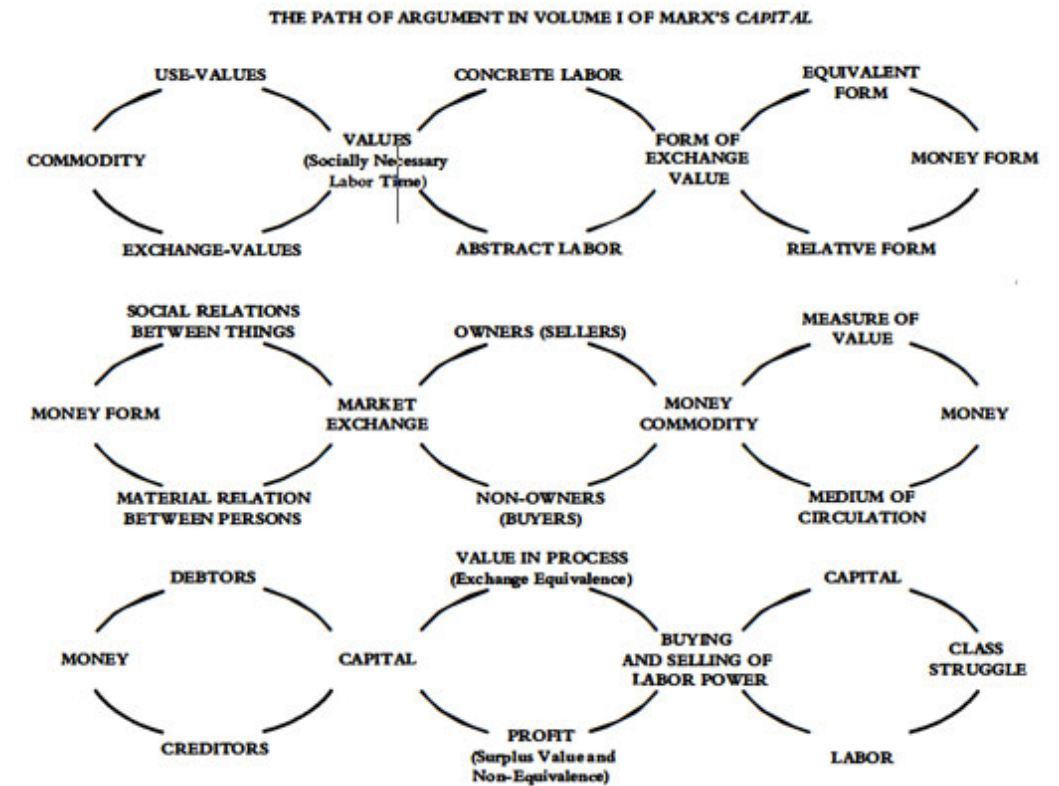 THE PATH OF ARGUMENT IN VOLUME I OF MARX'S CAPITAL
USE-VALUES
CONCRETE LABOR
EQUIVALENT
FORM
COMMODITY
VALUES
(Socially Necessary
Labor Time)
FORM OF
EXCHANGE
VALUE
MONEY FORM
EXCHANGE-VALUES
ABSTRACT LABOR
RELATIVE FORM
SOCIAL RELATIONS
BETWEEN THINGS
OWNERS (SELLERS)
MEASURE OF
VALUE
MONEY FORM
MARKET
EXCHANGE
MONEY
COMMODITY
MONEY
MATERIAL RELATION
BETWEEN PERSONS
NON-OWNERS
(BUYERS)
MEDIUM OF
CIRCULATION
DEBTORS
VALUE IN PROCESS
(Exchange Equivalence)
CAPITAL
MONEY
CAPITAL
BUYING
AND SELLING OF
LABOR POWER
CLASS
STRUGGLE
CREDITORS
PROFIT
(Surplus Value and
Non-Equivalence)
LABOR